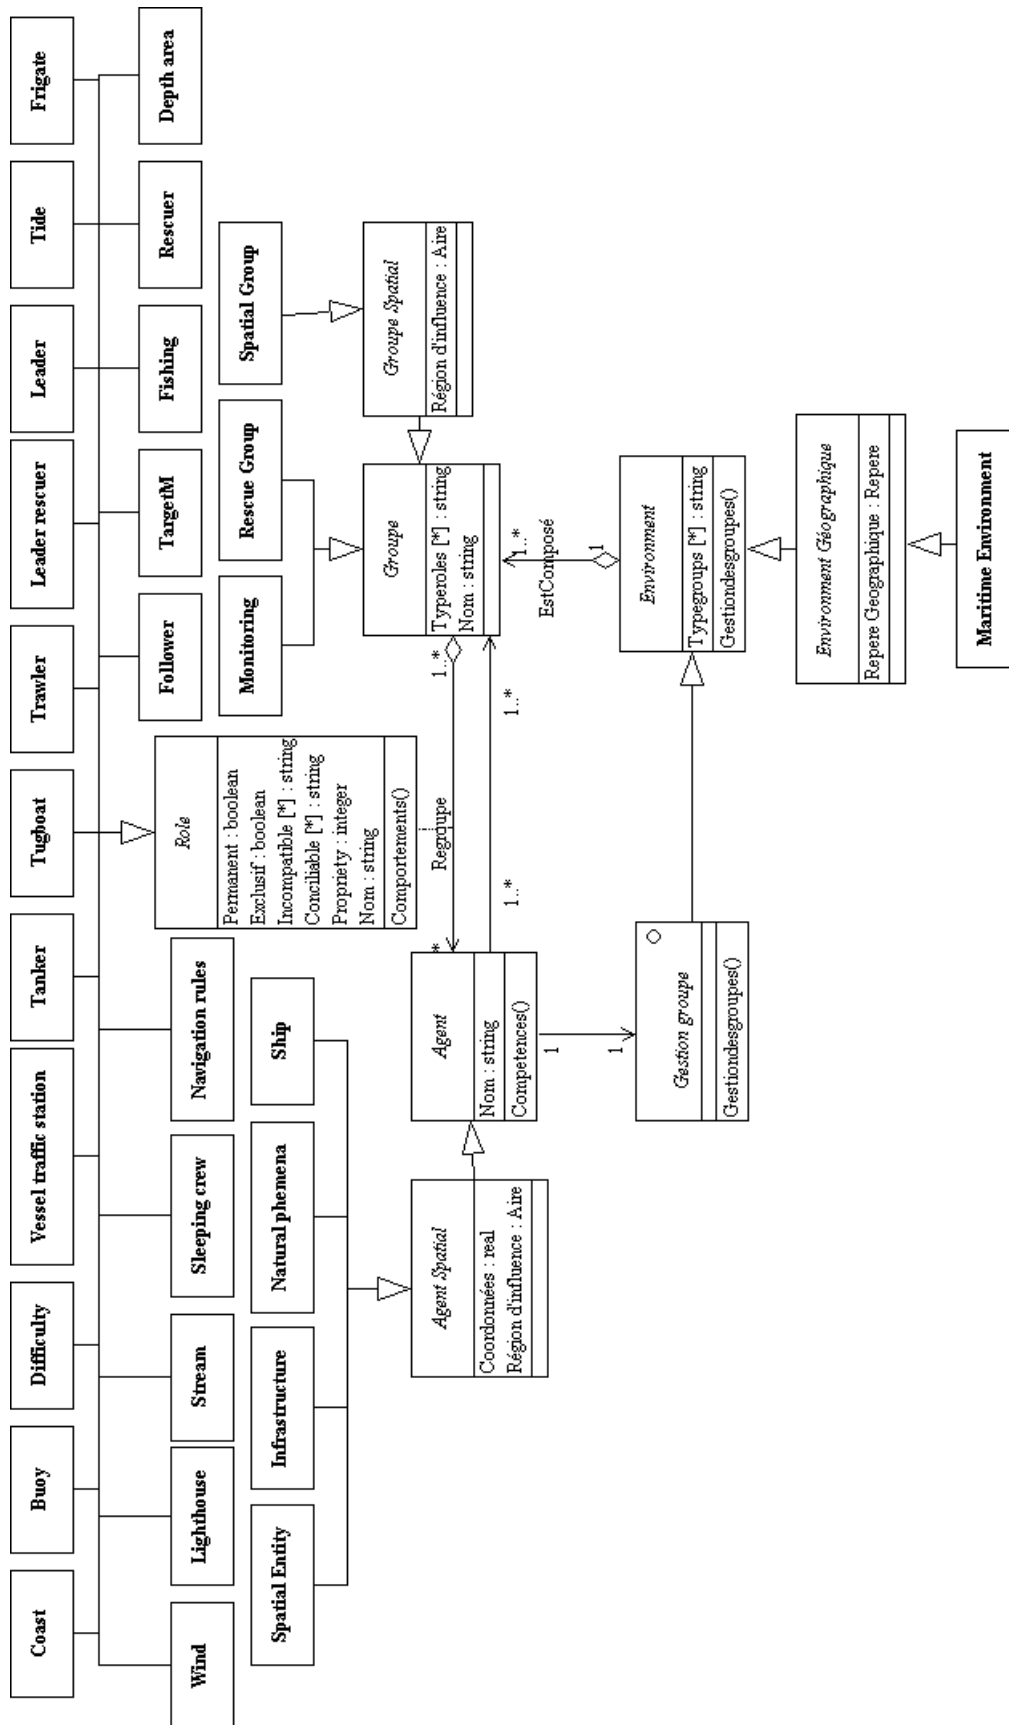 Coast
Buoy
Difficulty
Vessel traffic station
Tanker
Tugboat
Trawler
Leader rescuer
Leader
Tide
Frigate
Wind
Lighthouse
Stream
Sleeping crew
Navigation rules
Follower
TargetM
Fishing
Rescuer
Depth area
Role
Permanent : boolean
Exclusif : boolean
Incompatible [*] : string
Conciliable [*] : string
Propriety : integer
Nom : string
Comportements()
Spatial Entity
Infrastructure
Natural phemena
Ship
Monitoring
Rescue Group
Spatial Group
Agent Spatial
Coordonnées : real
Région d'influence : Aire
Agent
Nom : string
Competences()
*
Regroupe
1..*
1..*
1..*
Groupe
Typeroles [*] : string
Nom : string
Groupe Spatial
Région d'influence : Aire
1
1
1..*
EstComposé
1
Gestion groupe
Gestiondesgroupes()
Environment
Typegroups [*] : string
Gestiondesgroupes()
Environment Géographique
Repere Geographique : Repere
Maritime Environment